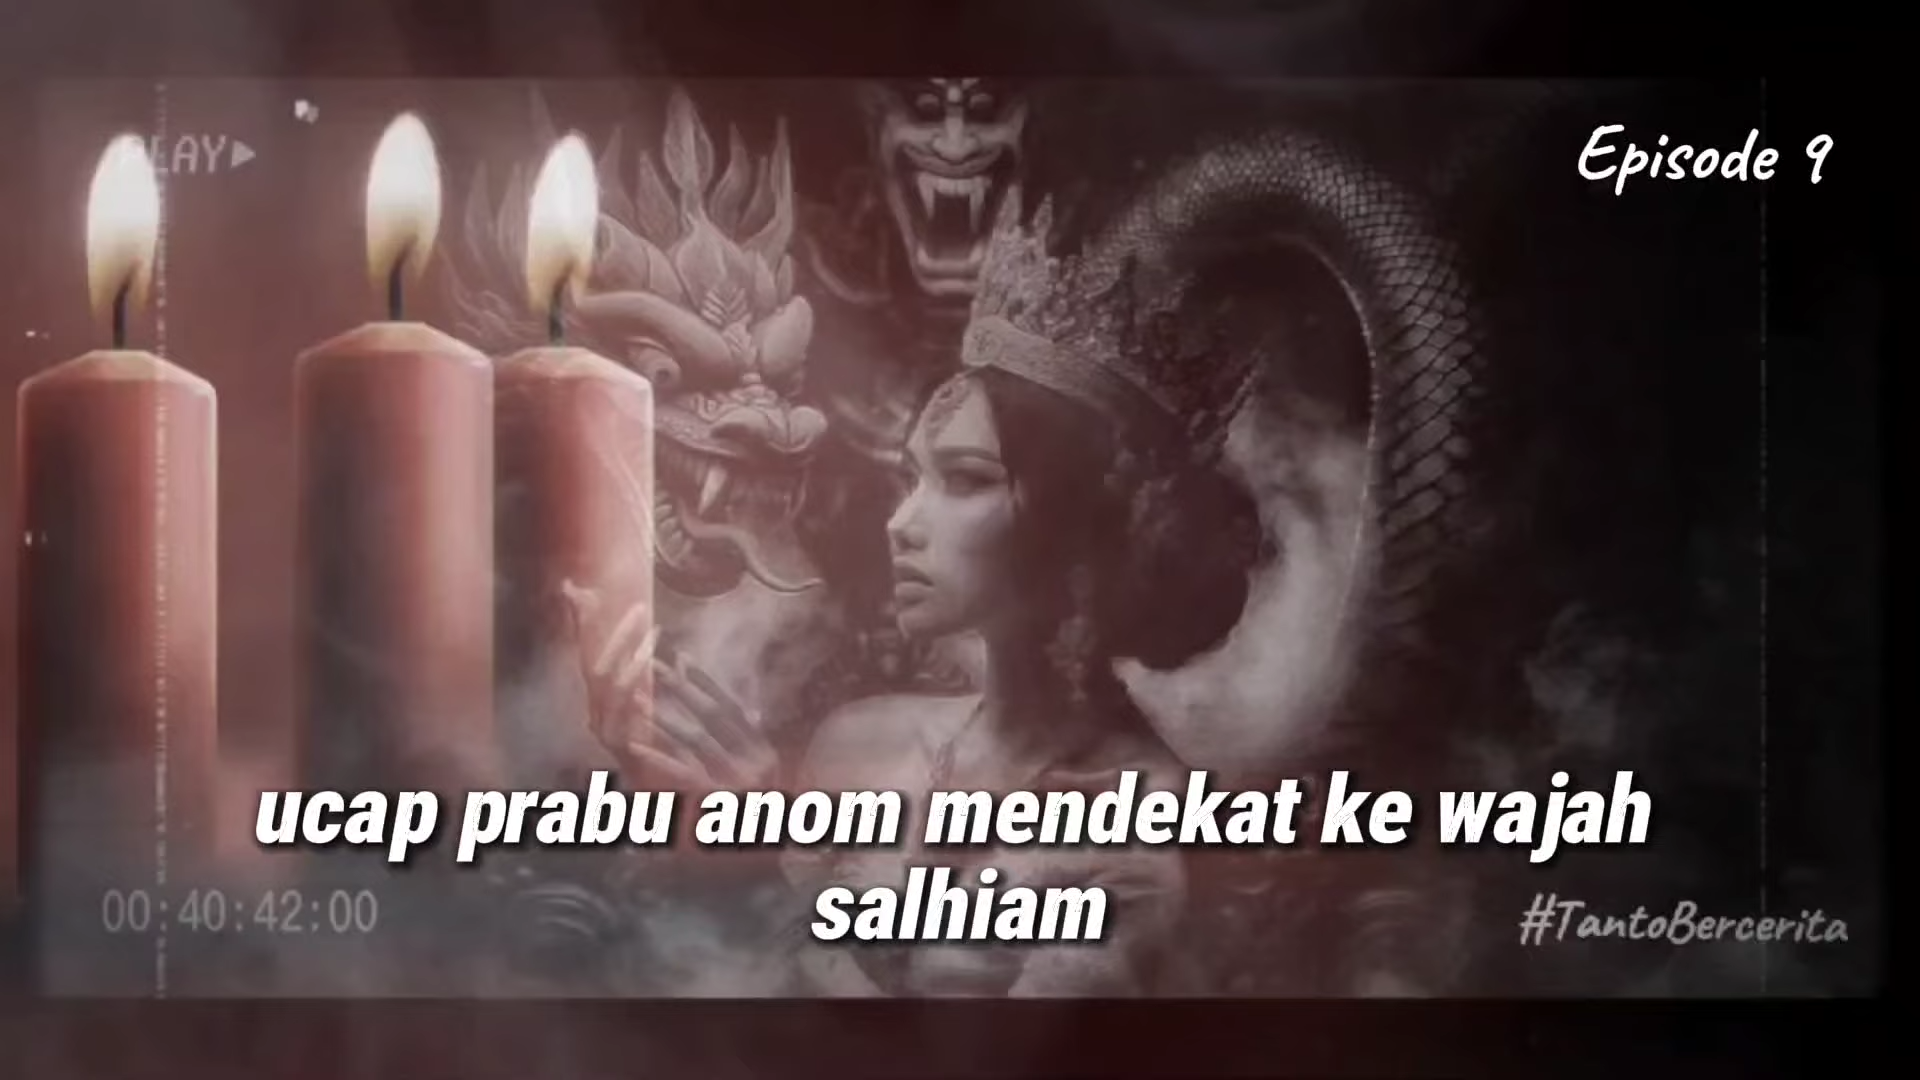 PLAY
Episode 9
ucap prabu anom mendekat ke wajah
salhiam
00:40:42:00
#TantoBercerita